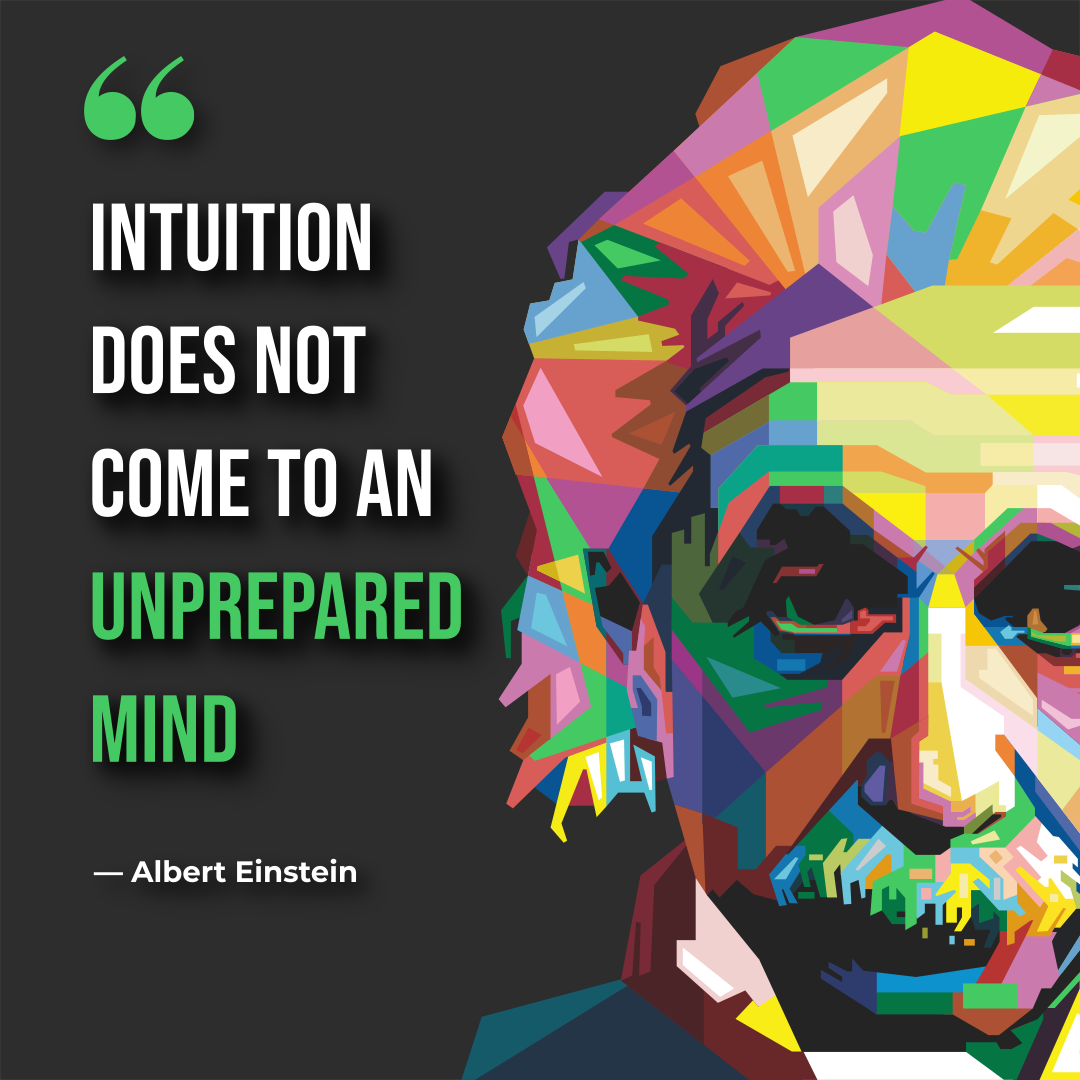 “
INTUITION
DOES NOT
COME TO AN
UNPREPARED
MIND
— Albert Einstein